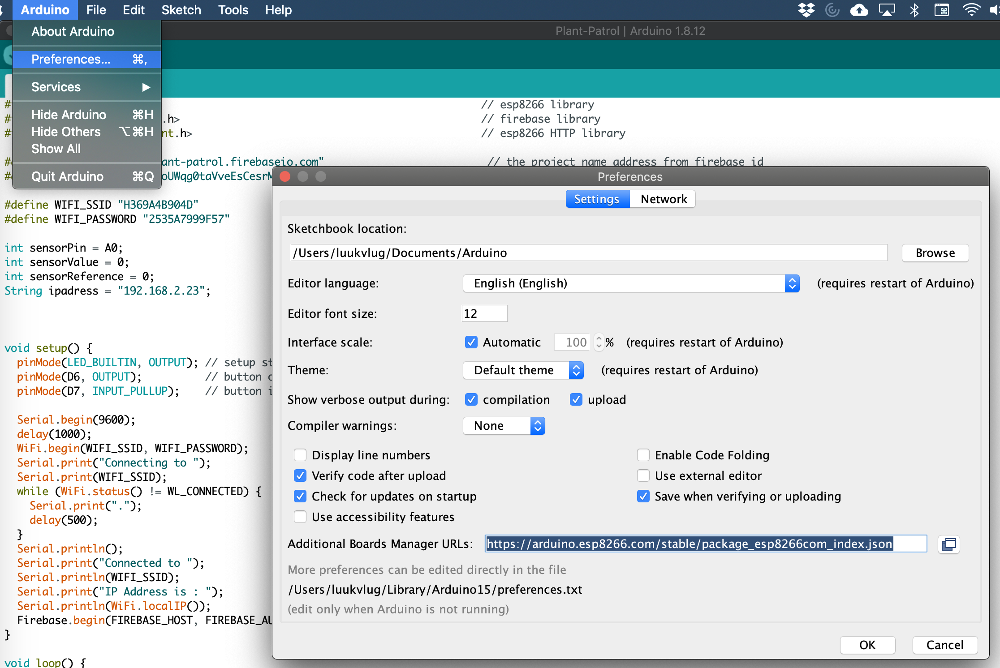 Arduino File Edit Sketch Tools Help
Plant-Patrol | Arduino 1.8.12
About Arduino
Preferences... ⌘,
Services ▶
Hide Arduino ⌘H
Hide Others ⌥⌘H
Show All
Quit Arduino ⌘Q
# // esp8266 library
# .h> // firebase library
# nt.h> // esp8266 HTTP library
# ant-patrol.firebaseio.com" // the project name address from firebase id
# oUWqg0taVveEsCesrM
#define WIFI_SSID "H369A4B904D"
#define WIFI_PASSWORD "2535A7999F57"
int sensorPin = A0;
int sensorValue = 0;
int sensorReference = 0;
String ipadress = "192.168.2.23";
void setup() {
pinMode(LED_BUILTIN, OUTPUT); // setup st
pinMode(D6, OUTPUT); // button
pinMode(D7, INPUT_PULLUP); // button i
Serial.begin(9600);
delay(1000);
WiFi.begin(WIFI_SSID, WIFI_PASSWORD);
Serial.print("Connecting to ");
Serial.print(WIFI_SSID);
while (WiFi.status() != WL_CONNECTED) {
Serial.print(".");
delay(500);
}
Serial.println();
Serial.print("Connected to ");
Serial.println(WIFI_SSID);
Serial.print("IP Address is : ");
Serial.println(WiFi.localIP());
Firebase.begin(FIREBASE_HOST, FIREBASE_AU
}
void loop() {
Preferences
Settings Network
Sketchbook location:
/Users/luukvlug/Documents/Arduino Browse
Editor language: English (English) (requires restart of Arduino)
Editor font size: 12
Interface scale: Automatic 100 % (requires restart of Arduino)
Theme: Default theme (requires restart of Arduino)
Show verbose output during: compilation upload
Compiler warnings: None
Display line numbers Enable Code Folding
Verify code after upload Use external editor
Check for updates on startup Save when verifying or uploading
Use accessibility features
Additional Boards Manager URLs: https://arduino.esp8266.com/stable/package_esp8266com_index.json
More preferences can be edited directly in the file
/Users/luukvlug/Library/Arduino15/preferences.txt
(edit only when Arduino is not running)
OK Cancel